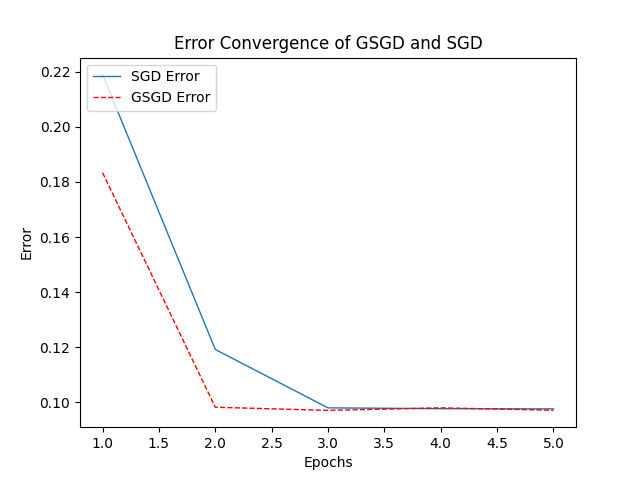 Error Convergence of GSGD and SGD
SGD Error
GSGD Error
Error
0.22
0.20
0.18
0.16
0.14
0.12
0.10
1.0 1.5 2.0 2.5 3.0 3.5 4.0 4.5 5.0
Epochs